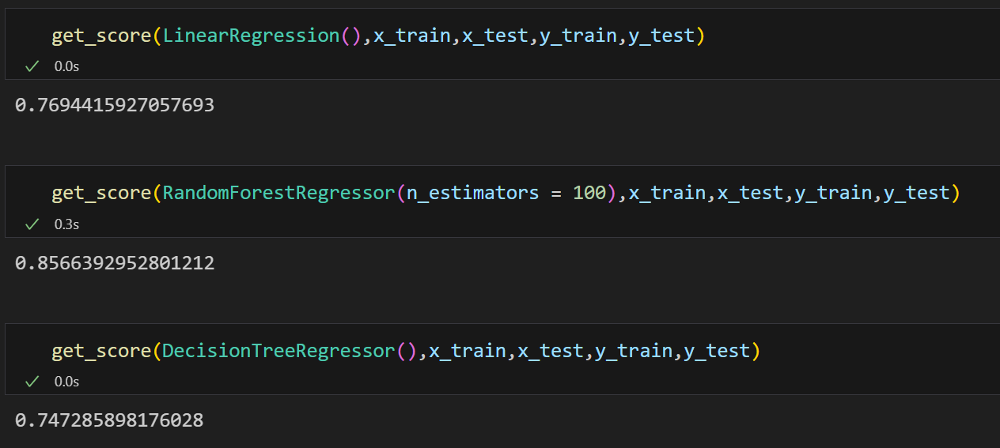 get_score(LinearRegression(),x_train,x_test,y_train,y_test)
0.0s
0.7694415927057693
get_score(RandomForestRegressor(n_estimators = 100),x_train,x_test,y_train,y_test)
0.3s
0.8566392952801212
get_score(DecisionTreeRegressor(),x_train,x_test,y_train,y_test)
0.0s
0.747285898176028